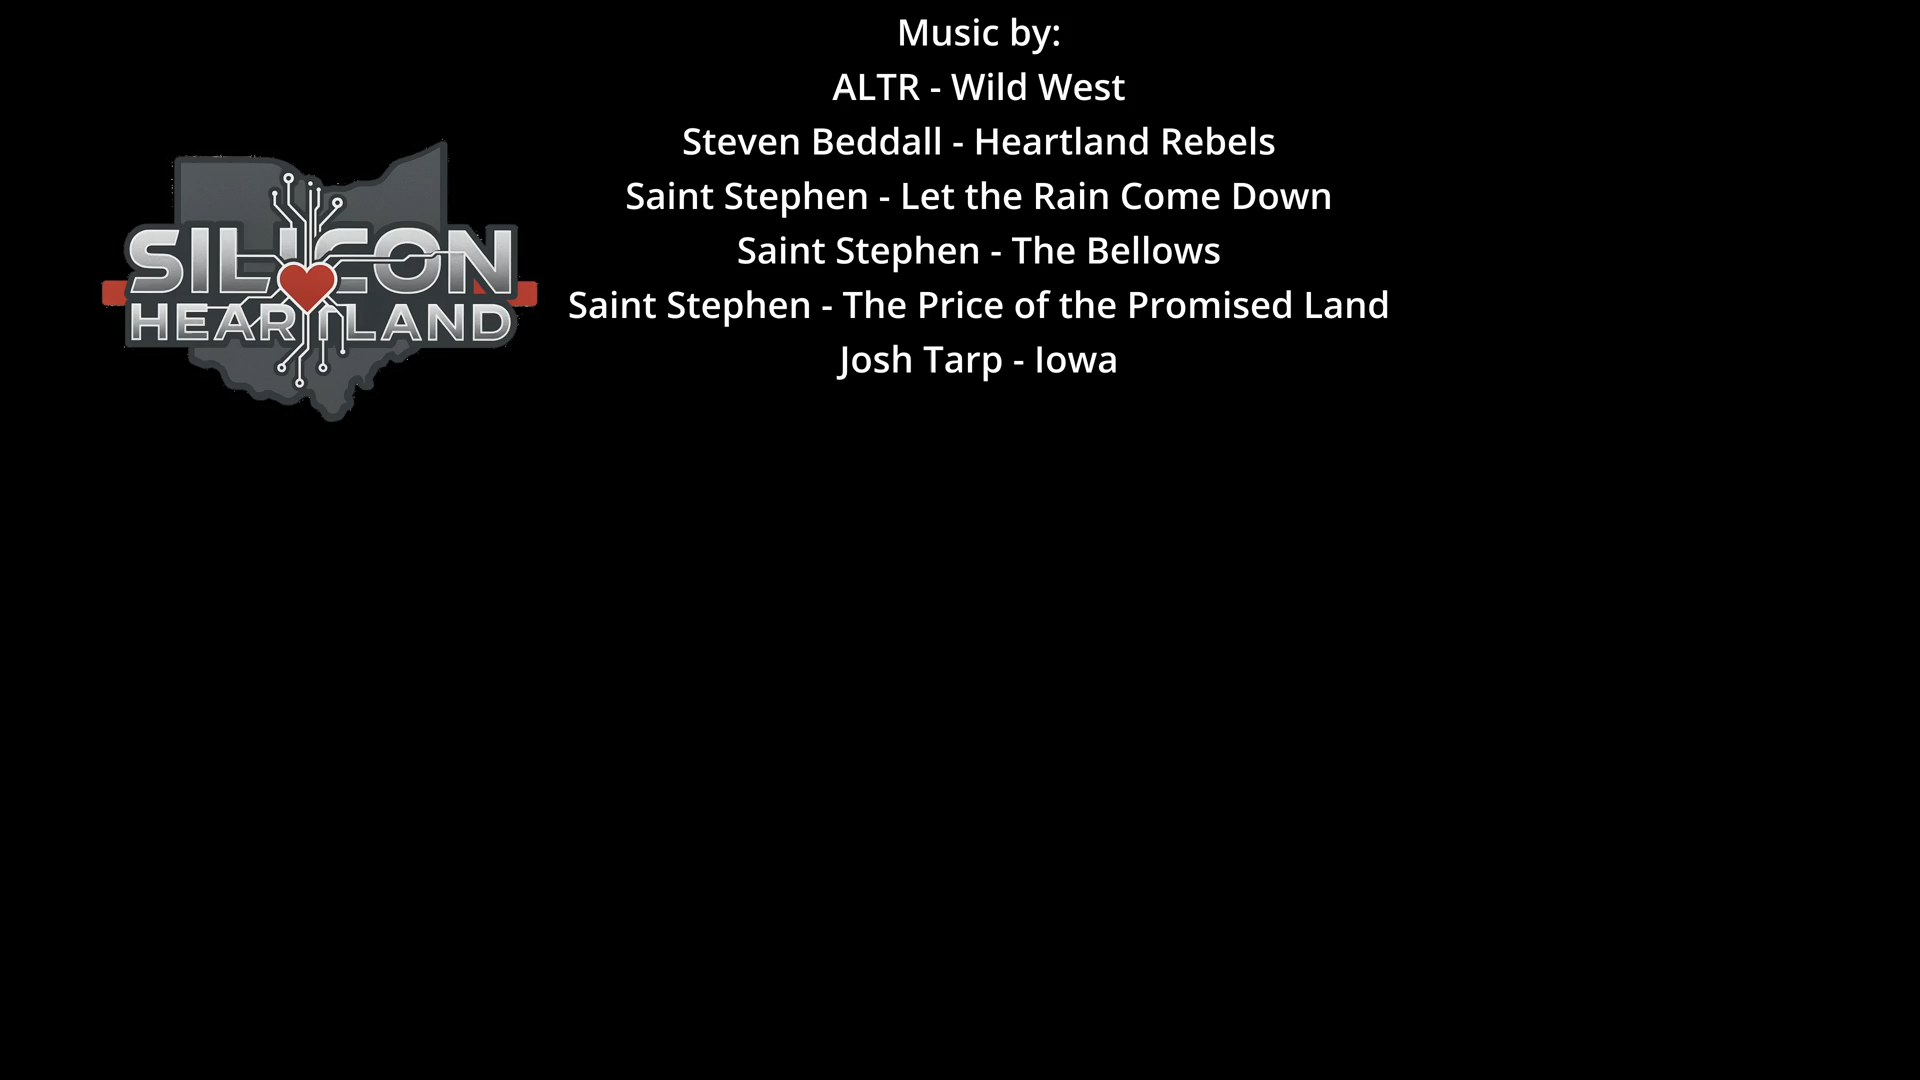 Music by:
ALTR - Wild West
Steven Beddall - Heartland Rebels
Saint Stephen - Let the Rain Come Down
Saint Stephen - The Bellows
Saint Stephen - The Price of the Promised Land
Josh Tarp - Iowa
SILICON
HEARTLAND